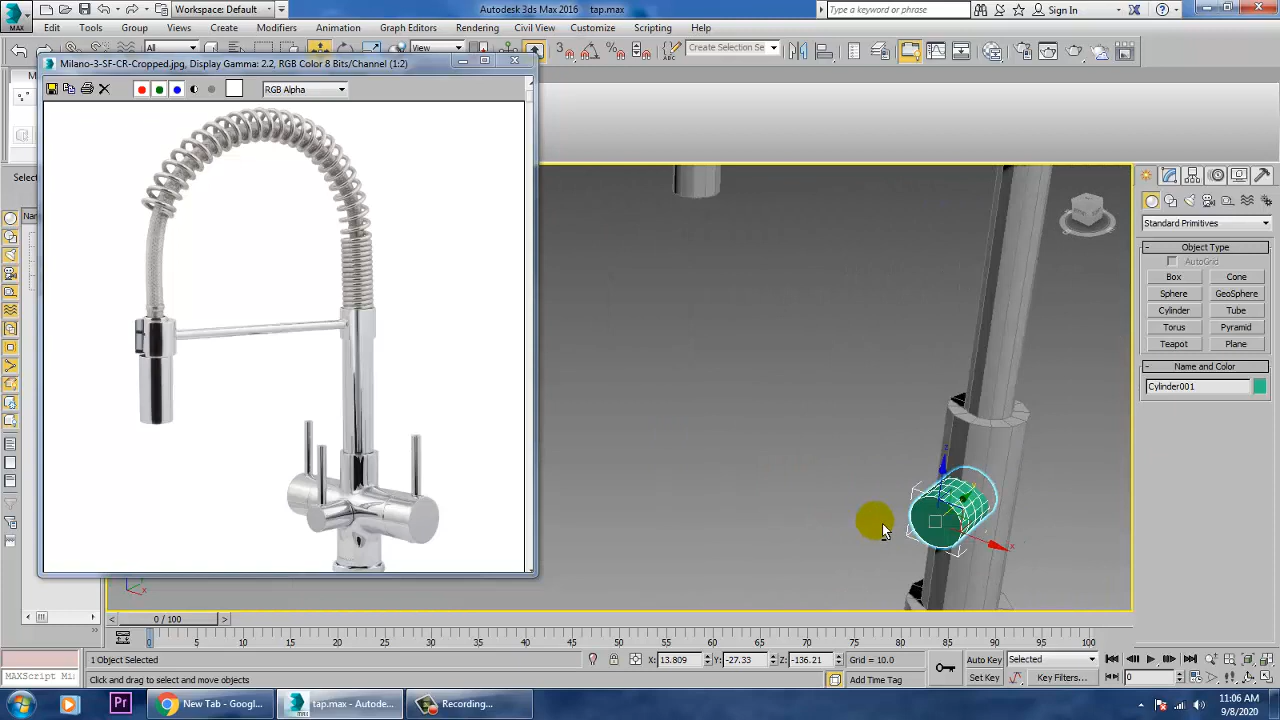 MAX
Workspace: Default
Autodesk 3ds Max 2016 tap.max
Type a keyword or phrase
Sign In
Edit Tools Group Views Create Modifiers Animation Graph Editors Rendering Civil View Customize Scripting Help
All
View
Create Selection Se
Milano-3-SF-CR-Cropped.jpg, Display Gamma: 2.2, RGB Color 8 Bits/Channel (1:2)
RGB Alpha
Selec
Standard Primitives
Object Type
AutoGrid
Box Cone
Sphere GeoSphere
Cylinder Tube
Torus Pyramid
Teapot Plane
Name and Color
Cylinder001
z
y
x
x
0 / 100
0 5 10 15 20 25 30 35 40 45 50 55 60 65 70 75 80 85 90 95 100
1 Object Selected
X: 13.809 Y: -27.33 Z: -136.21 Grid = 10.0
Auto Key Selected
MAXScript Mi
Click and drag to select and move objects
Add Time Tag
Set Key Key Filters...
0
Pr
New Tab - Googl...
tap.max - Autode...
Recording...
11:06 AM
9/8/2020